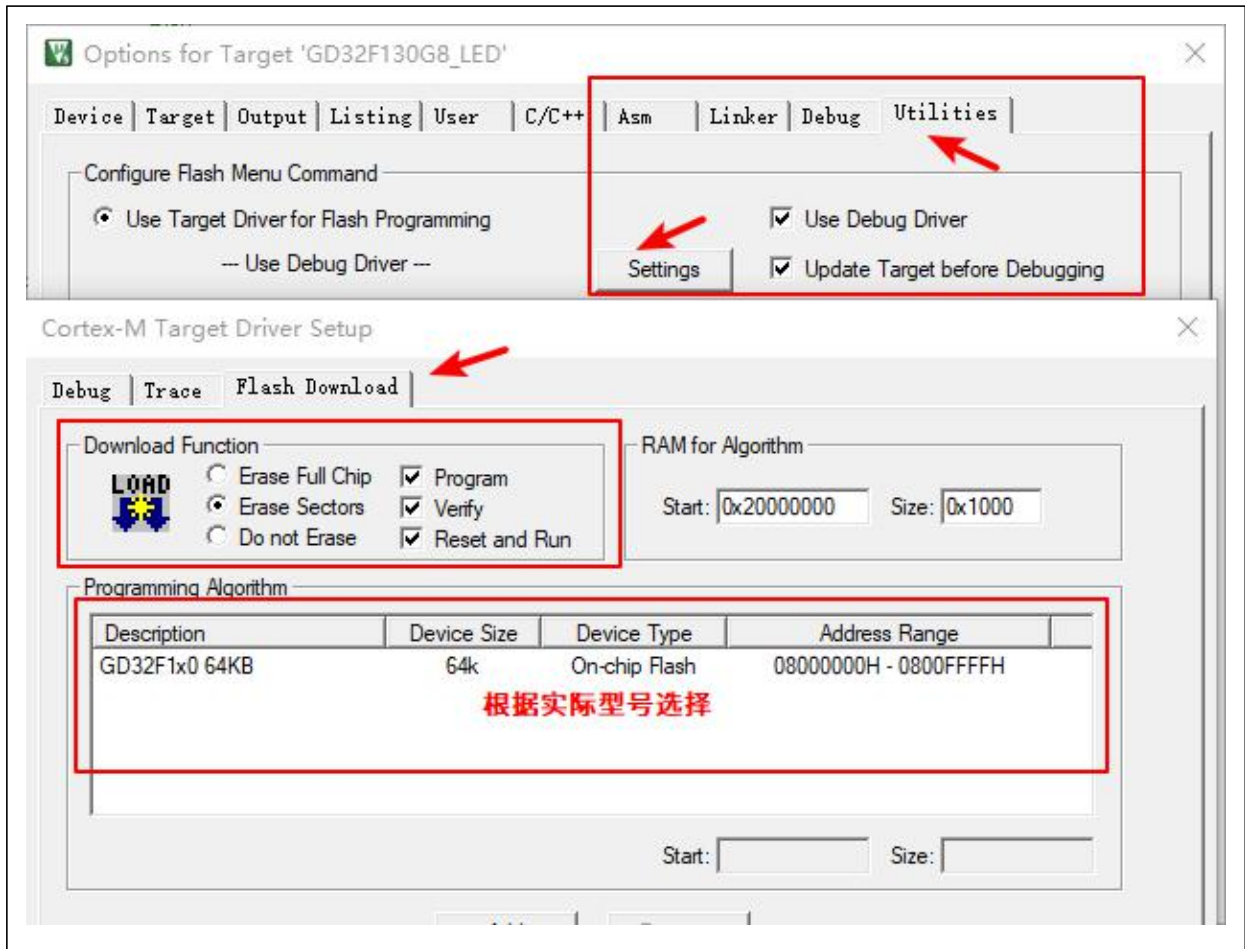 Options for Target 'GD32F130G8_LED'
Device Target Output Listing User C/C++ Asm Linker Debug Utilities
Configure Flash Menu Command
Use Target Driver for Flash Programming Use Debug Driver
--- Use Debug Driver --- Settings Update Target before Debugging
Cortex-M Target Driver Setup
Debug Trace Flash Download
Download Function RAM for Algorithm
LOAD Erase Full Chip Program
Erase Sectors Verify Start: 0x20000000 Size: 0x1000
Do not Erase Reset and Run
Programming Algorithm
Description Device Size Device Type Address Range
GD32F1x0 64KB 64k On-chip Flash 08000000H - 0800FFFFH
根据实际型号选择
Start: Size: